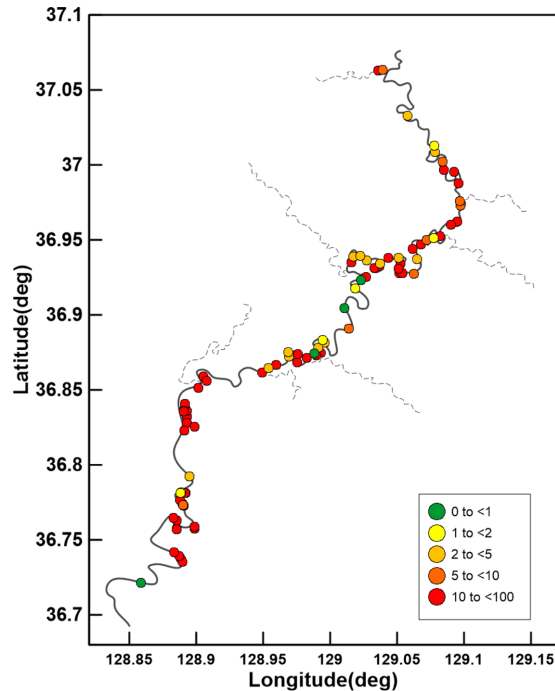 37.1
37.05
37
36.95
36.9
36.85
36.8
36.75
36.7
Latitude(deg)
0 to <1
1 to <2
2 to <5
5 to <10
10 to <100
128.85 128.9 128.95 129 129.05 129.1 129.15
Longitude(deg)